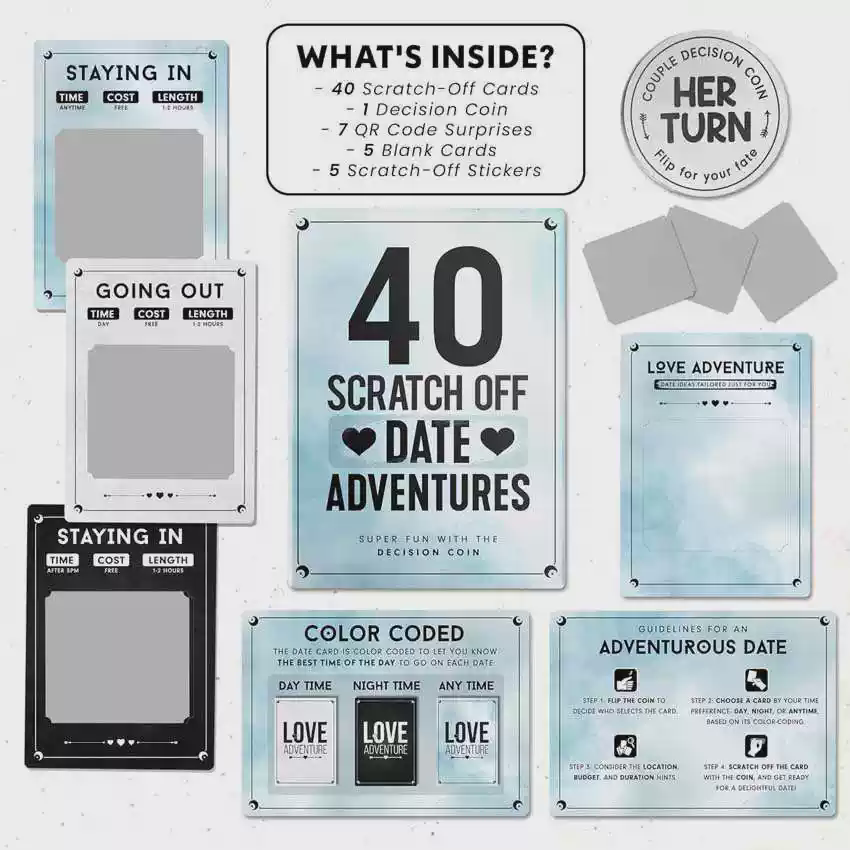 STAYING IN
TIME COST LENGTH
ANYTIME FREE 1-2 HOURS
WHAT'S INSIDE?
- 40 Scratch-Off Cards
- 1 Decision Coin
- 7 QR Code Surprises
- 5 Blank Cards
- 5 Scratch-Off Stickers
COUPLE DECISION COIN
HER
TURN
Flip for your fate
GOING OUT
TIME COST LENGTH
DAY FREE 1-2 HOURS
40
SCRATCH OFF
DATE
ADVENTURES
SUPER FUN WITH THE
DECISION COIN
LOVE ADVENTURE
DATE IDEAS TAILORED JUST FOR YOU
STAYING IN
TIME COST LENGTH
AFTER 5PM FREE 1-2 HOURS
COLOR CODED
THE DATE CARD IS COLOR CODED TO LET YOU KNOW
THE BEST TIME OF THE DAY TO GO ON EACH DATE
DAY TIME NIGHT TIME ANY TIME
LOVE LOVE LOVE
ADVENTURE ADVENTURE ADVENTURE
GUIDELINES FOR AN
ADVENTUROUS DATE
STEP 1: FLIP THE COIN TO
DECIDE WHO SELECTS THE CARD.
STEP 2: CHOOSE A CARD BY YOUR TIME
PREFERENCE: DAY, NIGHT, OR ANYTIME,
BASED ON ITS COLOR-CODING.
STEP 3: CONSIDER THE LOCATION,
BUDGET, AND DURATION HINTS.
STEP 4: SCRATCH OFF THE CARD
WITH THE COIN, AND GET READY
FOR A DELIGHTFUL DATE!